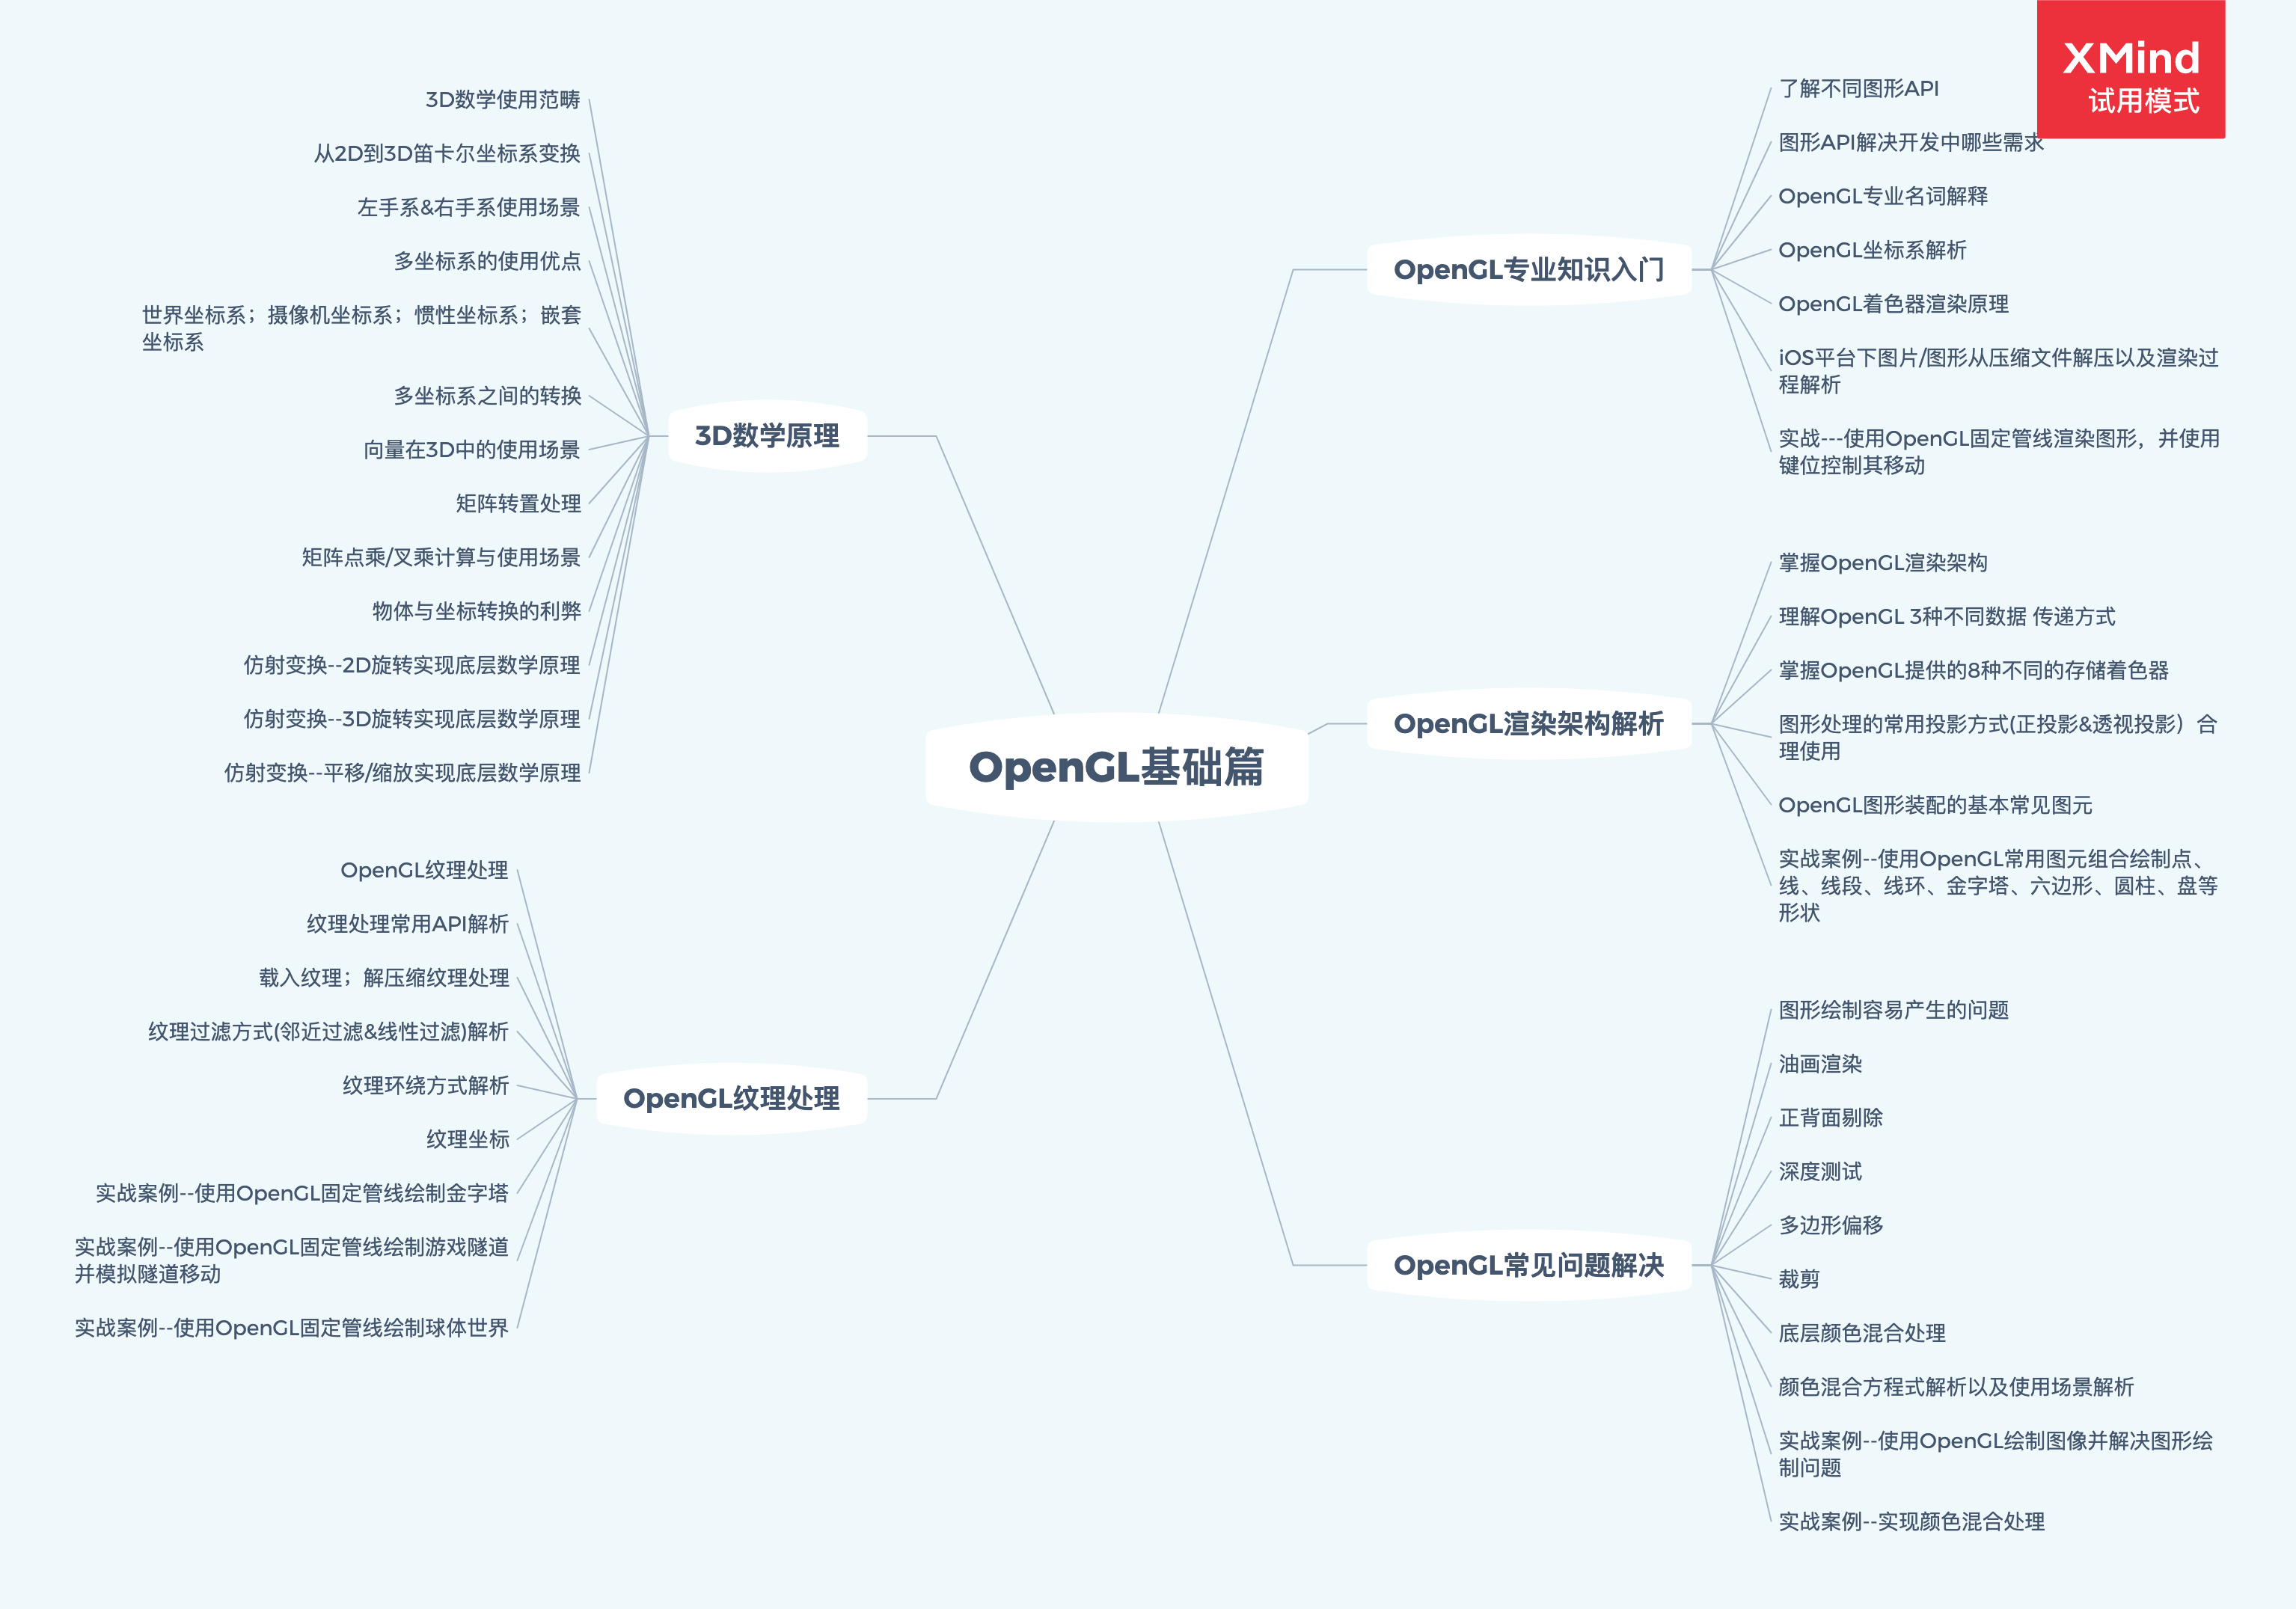 XMind
试用模式
OpenGL基础篇
OpenGL专业知识入门
了解不同图形API
图形API解决开发中哪些需求
OpenGL专业名词解释
OpenGL坐标系解析
OpenGL着色器渲染原理
iOS平台下图片/图形从压缩文件解压以及渲染过
程解析
实战---使用OpenGL固定管线渲染图形，并使用
键位控制其移动
OpenGL渲染架构解析
掌握OpenGL渲染架构
理解OpenGL 3种不同数据 传递方式
掌握OpenGL提供的8种不同的存储着色器
图形处理的常用投影方式(正投影&透视投影）合
理使用
OpenGL图形装配的基本常见图元
实战案例--使用OpenGL常用图元组合绘制点、
线、线段、线环、金字塔、六边形、圆柱、盘等
形状
OpenGL常见问题解决
图形绘制容易产生的问题
油画渲染
正背面剔除
深度测试
多边形偏移
裁剪
底层颜色混合处理
颜色混合方程式解析以及使用场景解析
实战案例--使用OpenGL绘制图像并解决图形绘
制问题
实战案例--实现颜色混合处理
3D数学原理
3D数学使用范畴
从2D到3D笛卡尔坐标系变换
左手系&右手系使用场景
多坐标系的使用优点
世界坐标系；摄像机坐标系；惯性坐标系；嵌套
坐标系
多坐标系之间的转换
向量在3D中的使用场景
矩阵转置处理
矩阵点乘/叉乘计算与使用场景
物体与坐标转换的利弊
仿射变换--2D旋转实现底层数学原理
仿射变换--3D旋转实现底层数学原理
仿射变换--平移/缩放实现底层数学原理
OpenGL纹理处理
OpenGL纹理处理
纹理处理常用API解析
载入纹理；解压缩纹理处理
纹理过滤方式(邻近过滤&线性过滤)解析
纹理环绕方式解析
纹理坐标
实战案例--使用OpenGL固定管线绘制金字塔
实战案例--使用OpenGL固定管线绘制游戏隧道
并模拟隧道移动
实战案例--使用OpenGL固定管线绘制球体世界